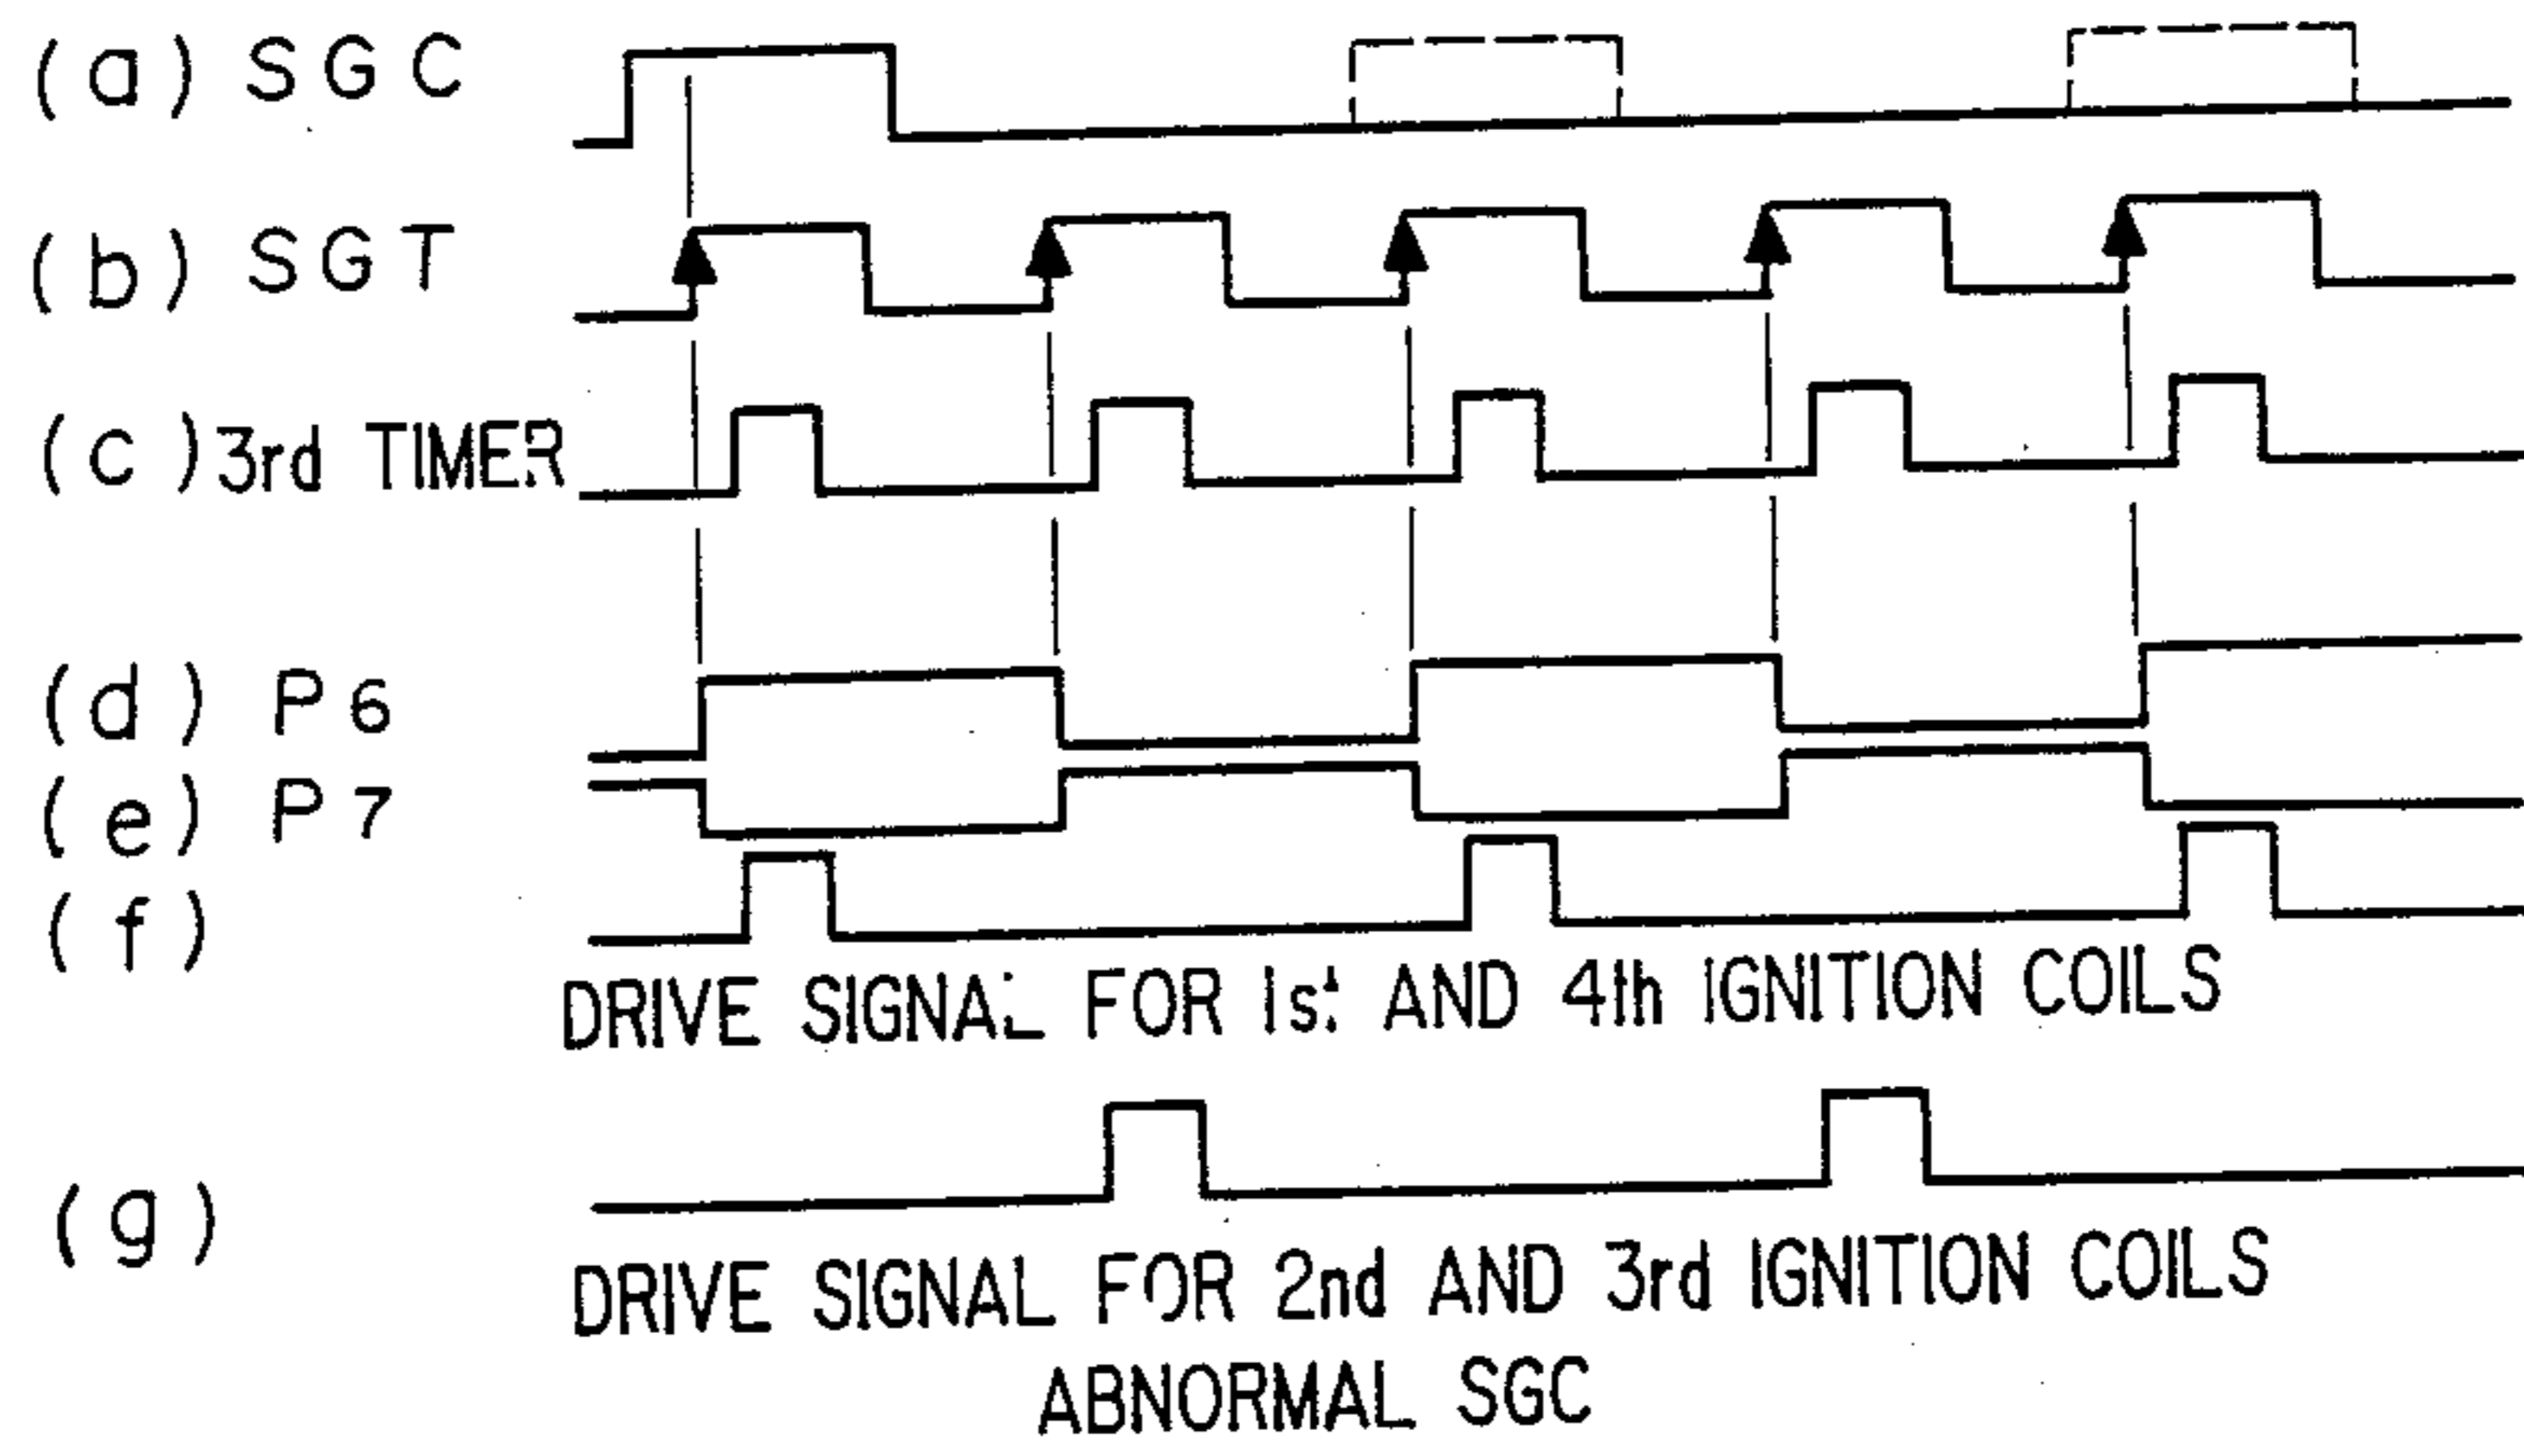 (a) SGC
(b) SGT
(c) 3rd TIMER
(d) P6
(e) P7
(f)
DRIVE SIGNAL FOR 1st AND 4th IGNITION COILS
(g)
DRIVE SIGNAL FOR 2nd AND 3rd IGNITION COILS
ABNORMAL SGC